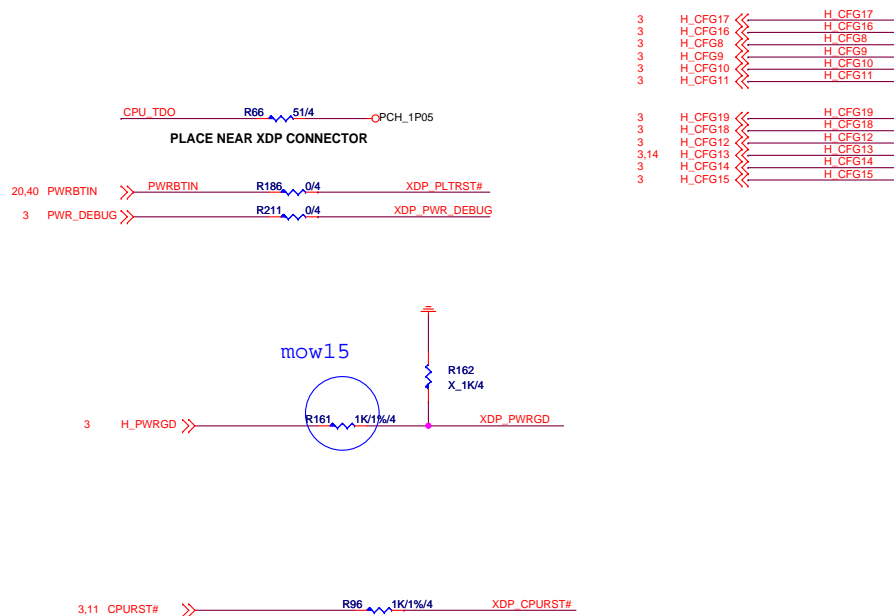 3 H_CFG17 H_CFG17
3 H_CFG16 H_CFG16
3 H_CFG8 H_CFG8
3 H_CFG9 H_CFG9
3 H_CFG10 H_CFG10
3 H_CFG11 H_CFG11
CPU_TDO R66 51/4 PCH_1P05
PLACE NEAR XDP CONNECTOR
3 H_CFG19 H_CFG19
3 H_CFG18 H_CFG18
3 H_CFG12 H_CFG12
3,14 H_CFG13 H_CFG13
3 H_CFG14 H_CFG14
3 H_CFG15 H_CFG15
20,40 PWRBTIN PWRBTIN R186 0/4 XDP_PLTRST#
3 PWR_DEBUG R211 0/4 XDP_PWR_DEBUG
mow15
R162
X_1K/4
3 H_PWRGD R161 1K/1%/4 XDP_PWRGD
3,11 CPURST# R96 1K/1%/4 XDP_CPURST#